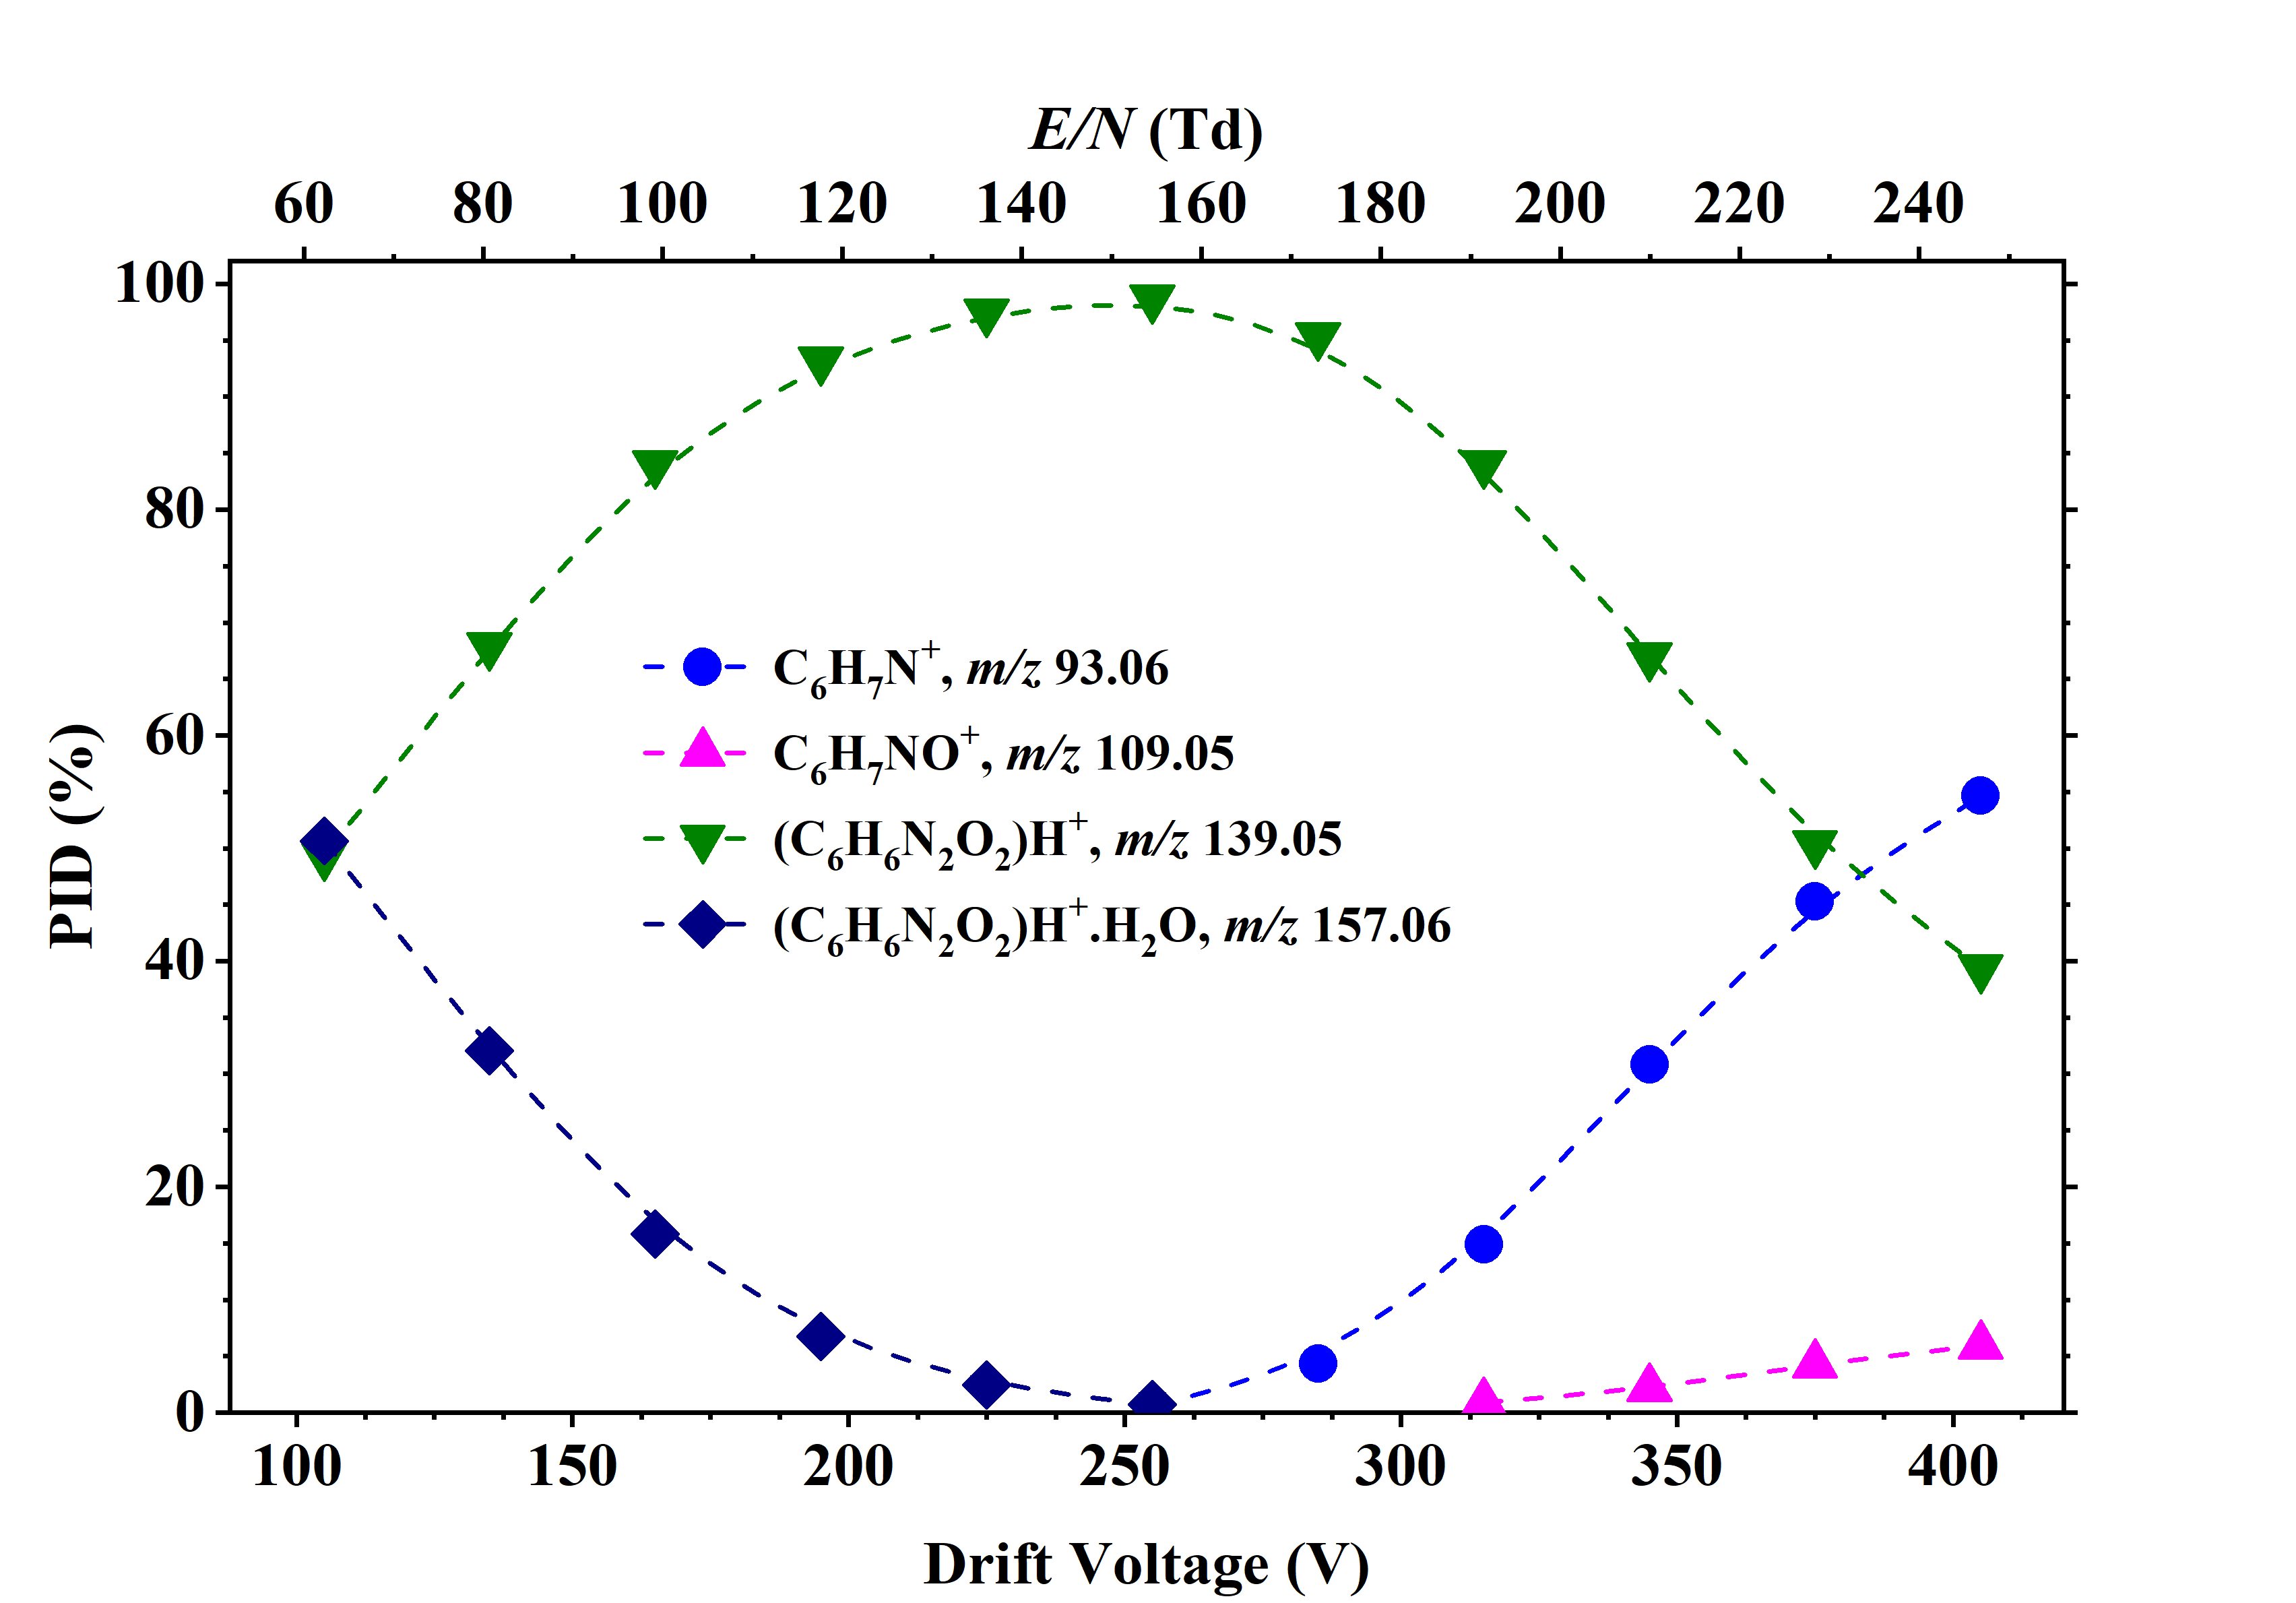 E/N (Td)
60 80 100 120 140 160 180 200 220 240
100
80
60
40
20
0
PID (%)
C₆H₇N⁺, m/z 93.06
C₆H₇NO⁺, m/z 109.05
(C₆H₆N₂O₂)H⁺, m/z 139.05
(C₆H₆N₂O₂)H⁺.H₂O, m/z 157.06
100 150 200 250 300 350 400
Drift Voltage (V)